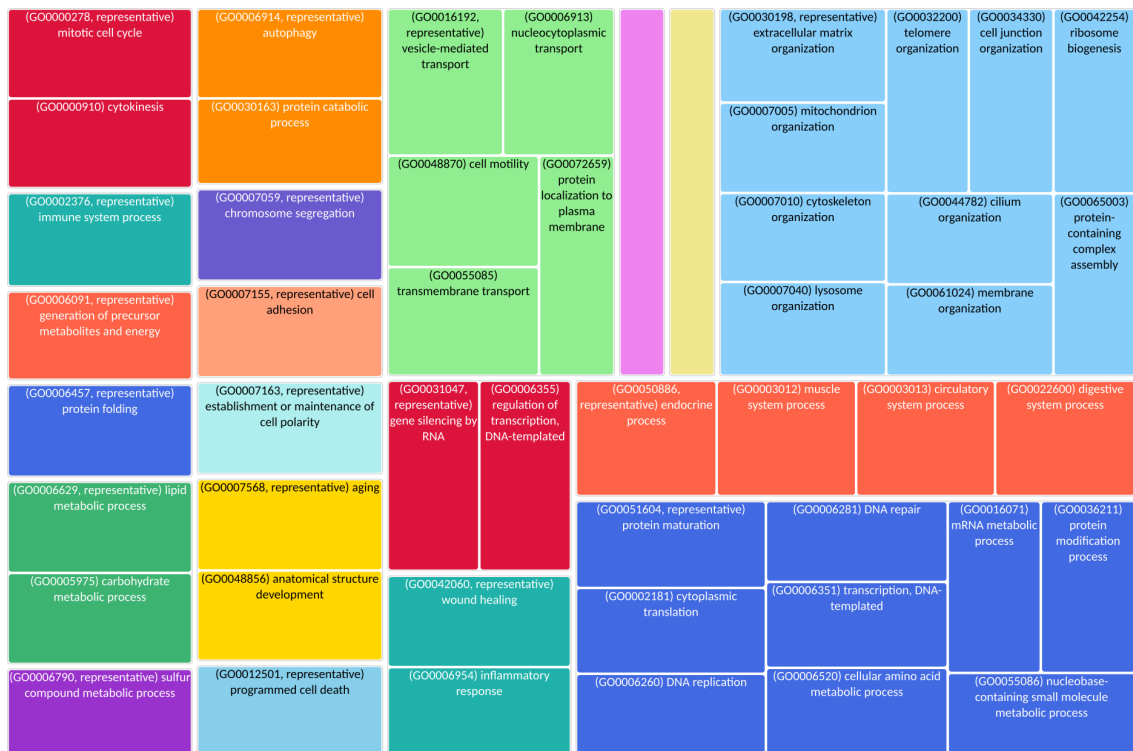 (GO0000278, representative)
mitotic cell cycle
(GO0000910) cytokinesis
(GO0002376, representative)
immune system process
(GO0006091, representative)
generation of precursor
metabolites and energy
(GO0006457, representative)
protein folding
(GO0006629, representative) lipid
metabolic process
(GO0005975) carbohydrate
metabolic process
(GO0006790, representative) sulfur
compound metabolic process
(GO0006914, representative)
autophagy
(GO0030163) protein catabolic
process
(GO0007059, representative)
chromosome segregation
(GO0007155, representative) cell
adhesion
(GO0007163, representative)
establishment or maintenance of
cell polarity
(GO0007568, representative) aging
(GO0048856) anatomical structure
development
(GO0012501, representative)
programmed cell death
(GO0016192,
representative)
vesicle-mediated
transport
(GO0006913)
nucleocytoplasmic
transport
(GO0048870) cell motility
(GO0072659)
protein
localization to
plasma
membrane
(GO0055085)
transmembrane transport
(GO0030198, representative)
extracellular matrix
organization
(GO0032200)
telomere
organization
(GO0034330)
cell junction
organization
(GO0042254)
ribosome
biogenesis
(GO0007005) mitochondrion
organization
(GO0007010) cytoskeleton
organization
(GO0044782) cilium
organization
(GO0065003)
protein-
containing
complex
assembly
(GO0007040) lysosome
organization
(GO0061024) membrane
organization
(GO0031047,
representative)
gene silencing by
RNA
(GO0006355)
regulation of
transcription,
DNA-templated
(GO0050886,
representative) endocrine
process
(GO0003012) muscle
system process
(GO0003013) circulatory
system process
(GO0022600) digestive
system process
(GO0042060, representative)
wound healing
(GO0006954) inflammatory
response
(GO0051604, representative)
protein maturation
(GO0006281) DNA repair
(GO0016071)
mRNA metabolic
process
(GO0036211)
protein
modification
process
(GO0002181) cytoplasmic
translation
(GO0006351) transcription, DNA-
templated
(GO0006260) DNA replication
(GO0006520) cellular amino acid
metabolic process
(GO0055086) nucleobase-
containing small molecule
metabolic process